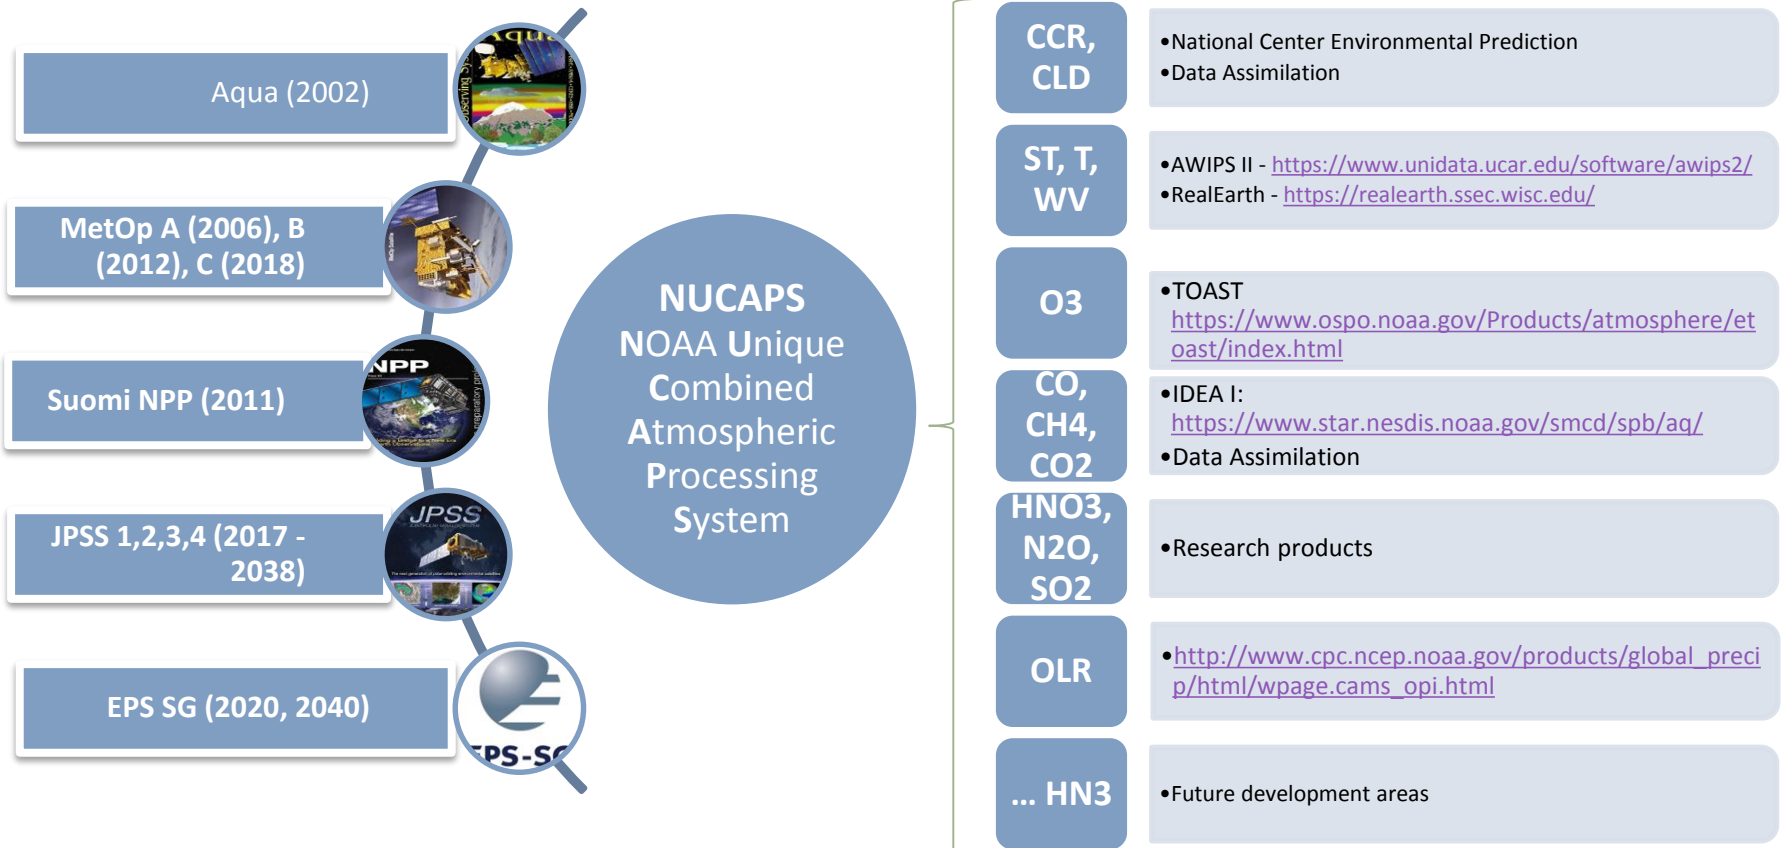 Aqua (2002)
MetOp A (2006), B
(2012), C (2018)
Suomi NPP (2011)
NPP
JPSS 1,2,3,4 (2017 -
2038)
JPSS
EPS SG (2020, 2040)
NUCAPS
NOAA Unique
Combined
Atmospheric
Processing
System
CCR,
CLD
•National Center Environmental Prediction
•Data Assimilation
ST, T,
WV
•AWIPS II - https://www.unidata.ucar.edu/software/awips2/
•RealEarth - https://realearth.ssec.wisc.edu/
O3
•TOAST
https://www.ospo.noaa.gov/Products/atmosphere/et
oast/index.html
CO,
CH4,
CO2
•IDEA I:
https://www.star.nesdis.noaa.gov/smcd/spb/aq/
•Data Assimilation
HNO3,
N2O,
SO2
•Research products
OLR
•http://www.cpc.ncep.noaa.gov/products/global_preci
p/html/wpage.cams_opi.html
... HN3
•Future development areas